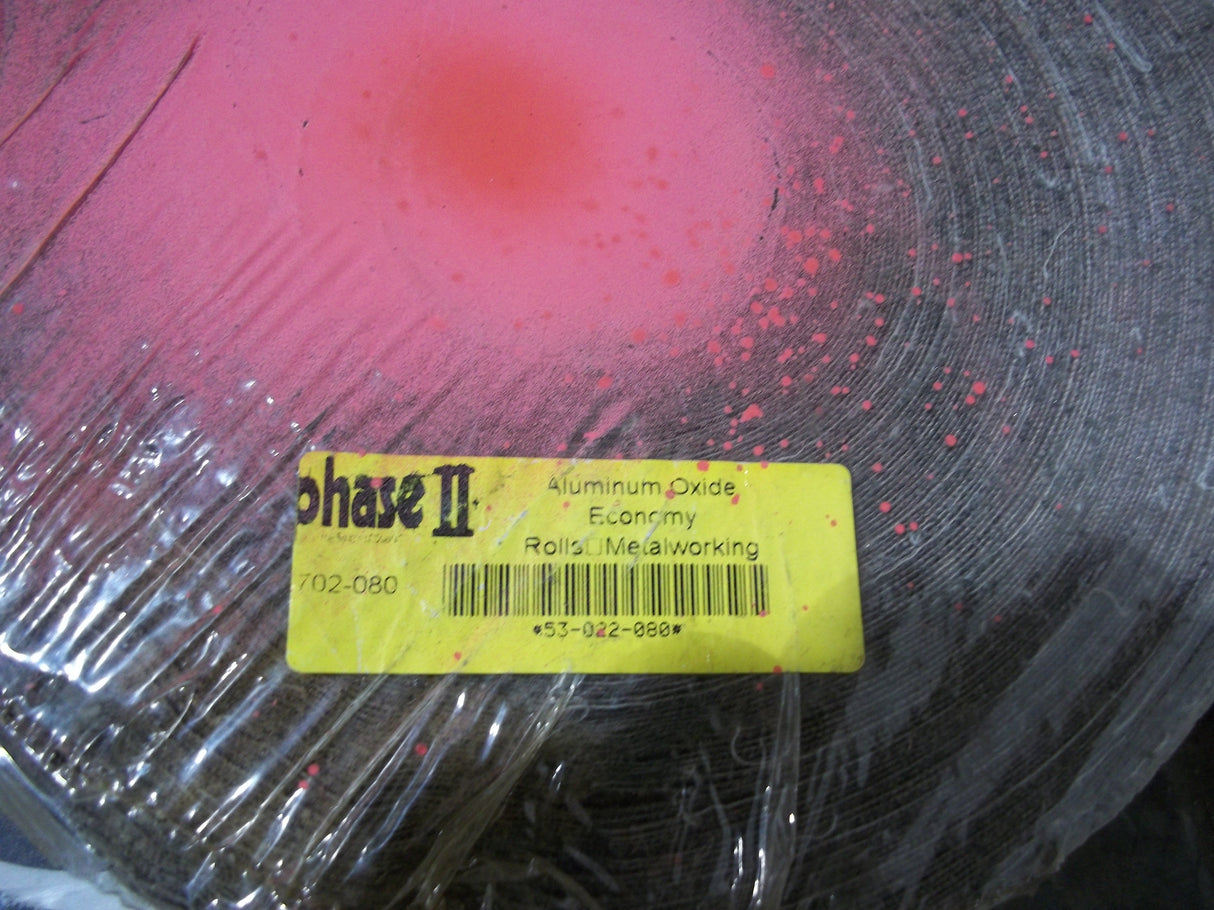 phase II
Aluminum Oxide
Economy
Rolls□Metalworking
702-080
*53-022-080*